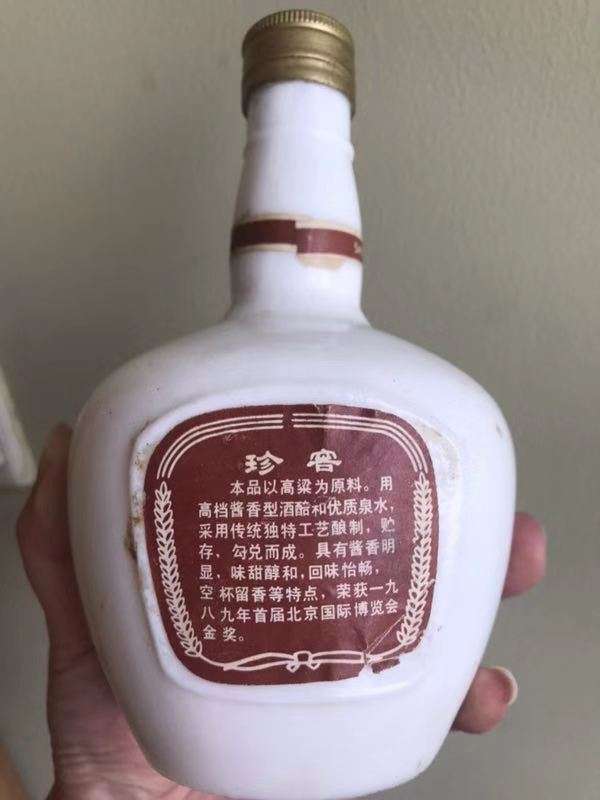 珍窖
本品以高粱为原料。用
高档酱香型酒醅和优质泉水，
采用传统独特工艺酿制，贮
存，勾兑而成。具有酱香明
显，味甜醇和，回味怡畅，
空杯留香等特点，荣获一九
八九年首届北京国际博览会
金奖。